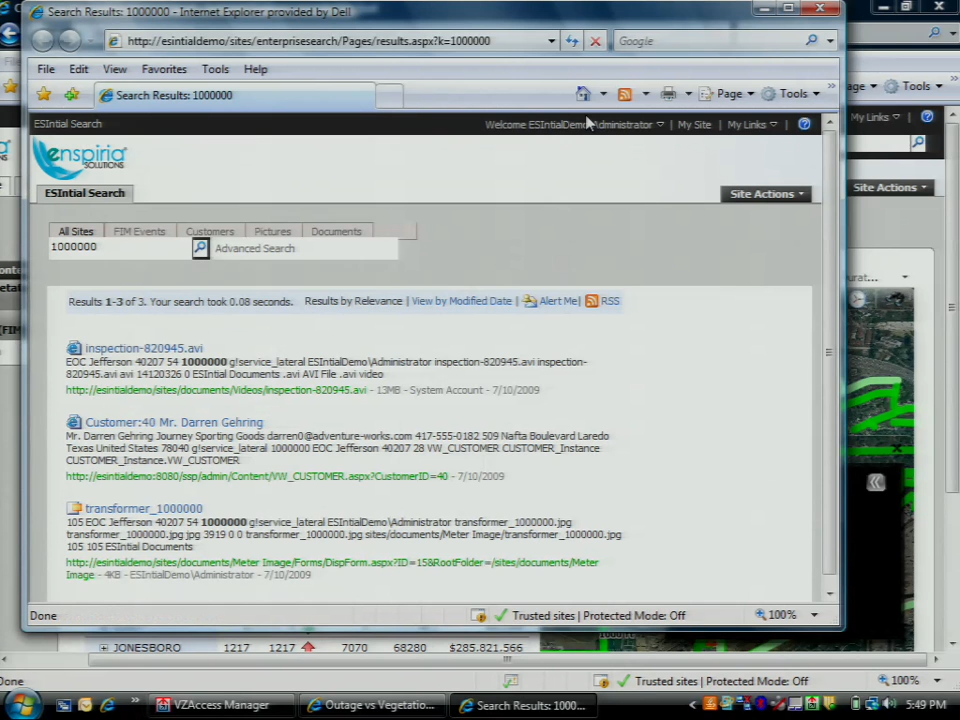 Search Results: 1000000 - Internet Explorer provided by Dell
http://esintialdemo/sites/enterprisesearch/Pages/results.aspx?k=1000000
Google
File Edit View Favorites Tools Help
Search Results: 1000000
Page Tools
Tools
ESIntial Search
Welcome ESIntialDemo\Administrator | My Site | My Links
My Links
enspiria
SOLUTIONS
ESIntial Search
Site Actions
Site Actions
All Sites FIM Events Customers Pictures Documents
1000000
Advanced Search
Results 1-3 of 3. Your search took 0.08 seconds.
Results by Relevance | View by Modified Date | Alert Me | RSS
inspection-820945.avi
EOC Jefferson 40207 54 1000000 g!service_lateral ESIntialDemo\Administrator inspection-820945.avi inspection-
820945.avi avi 14120326 0 ESIntial Documents .avi AVI File .avi video
http://esintialdemo/sites/documents/Videos/inspection-820945.avi - 13MB - System Account - 7/10/2009
Customer:40 Mr. Darren Gehring
Mr. Darren Gehring Journey Sporting Goods darren0@adventure-works.com 417-555-0182 509 Nafta Boulevard Laredo
Texas United States 78040 g!service_lateral 1000000 EOC Jefferson 40207 28 VW_CUSTOMER CUSTOMER_Instance
CUSTOMER_Instance.VW_CUSTOMER
http://esintialdemo:8080/ssp/admin/Content/VW_CUSTOMER.aspx?CustomerID=40 - 7/10/2009
transformer_1000000
105 EOC Jefferson 40207 54 1000000 g!service_lateral ESIntialDemo\Administrator transformer_1000000.jpg
transformer_1000000.jpg jpg 3919 0 0 transformer_1000000.jpg sites/documents/Meter Image/transformer_1000000.jpg
105 105 ESIntial Documents
http://esintialdemo/sites/documents/Meter Image/Forms/DispForm.aspx?ID=15&RootFolder=/sites/documents/Meter
Image - 4KB - ESIntialDemo\Administrator - 7/10/2009
Done
Trusted sites | Protected Mode: Off
100%
JONESBORO 1217 1217 7070 68280 $285,821,566
Trusted sites | Protected Mode: Off
100%
VZAccess Manager
Outage vs Vegetatio...
Search Results: 1000...
5:49 PM